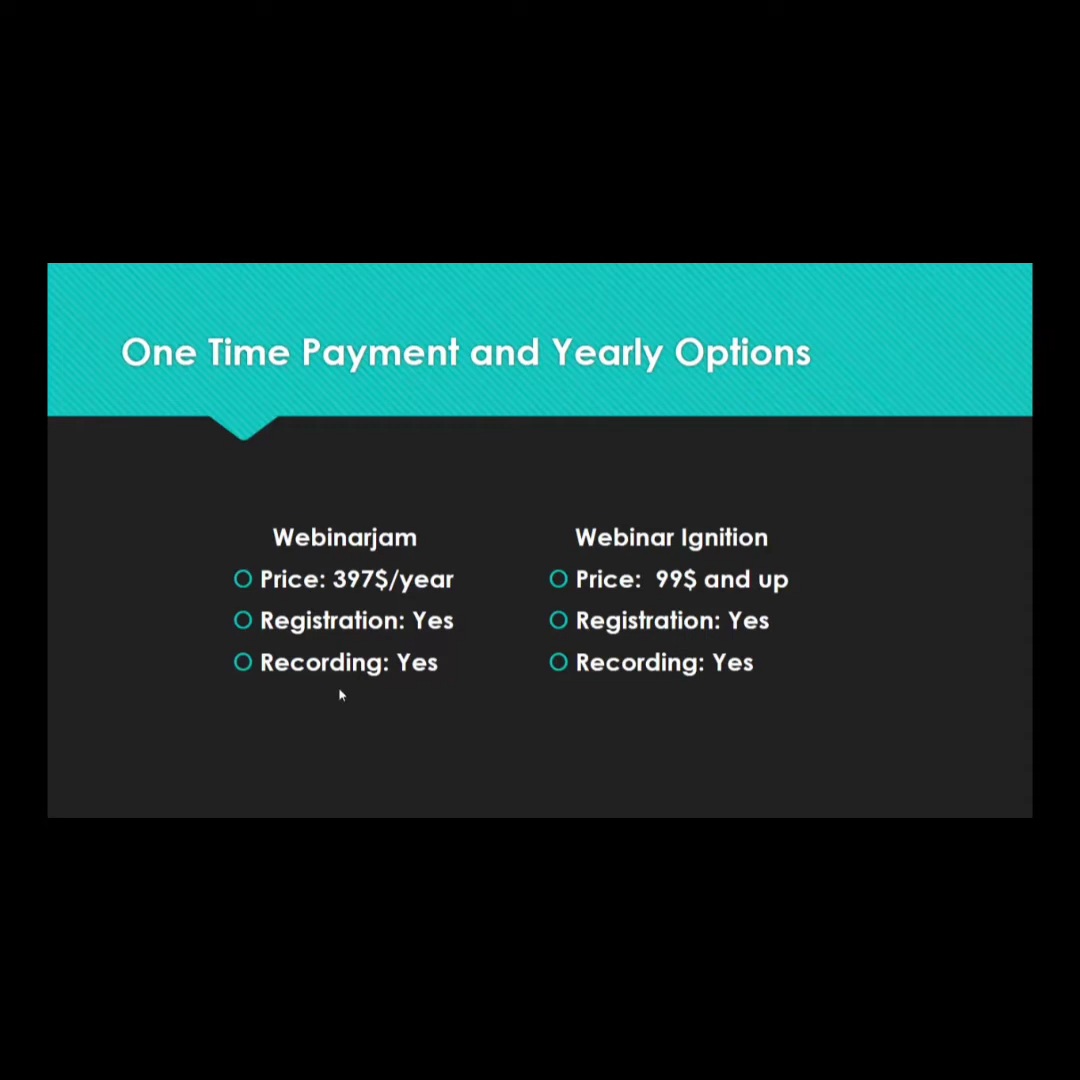 One Time Payment and Yearly Options
Webinarjam
Price: 397$/year
Registration: Yes
Recording: Yes
Webinar Ignition
Price:  99$ and up
Registration: Yes
Recording: Yes